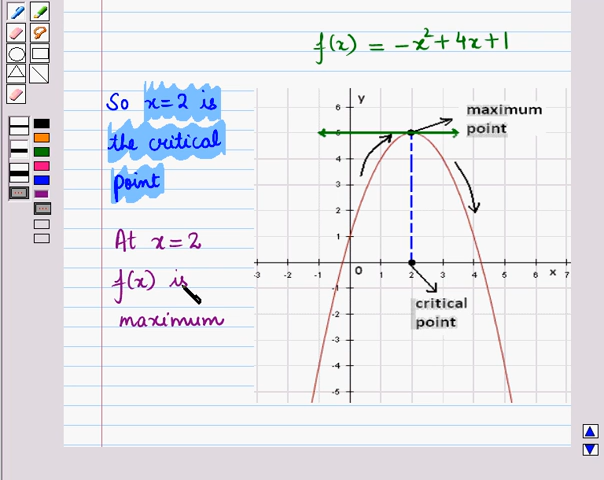 f(x) = -x²+4x+1
So x=2 is
the critical
point
At x=2
f(x) is
maximum
y
maximum
point
6
5
4
3
2
1
-3 -2 -1 0 1 2 3 4 5 6 x 7
-1
-2
-3
-4
-5
critical
point